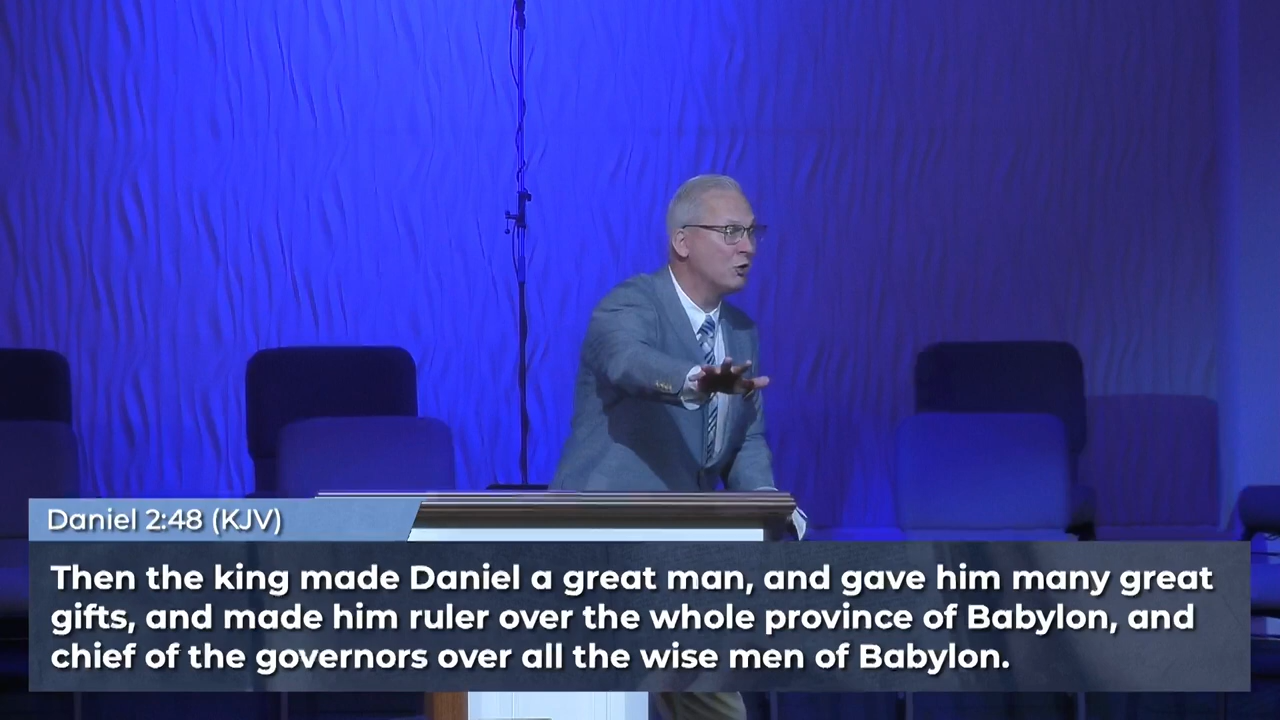 Daniel 2:48 (KJV)
Then the king made Daniel a great man, and gave him many great
gifts, and made him ruler over the whole province of Babylon, and
chief of the governors over all the wise men of Babylon.